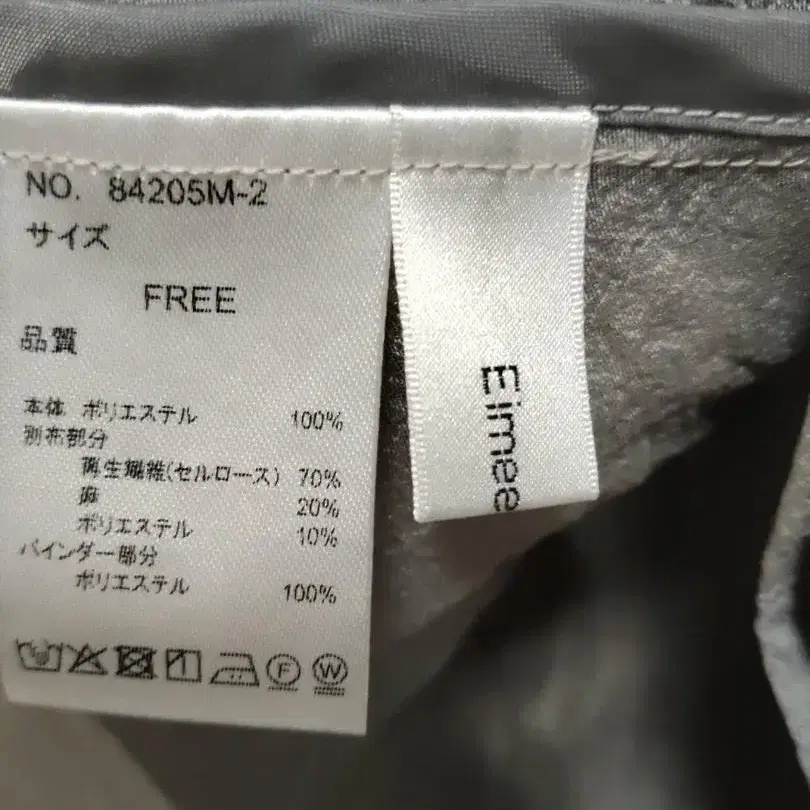 NO. 84205M-2
サイズ
FREE
品質
本体 ポリエステル 100%
別布部分
再生繊維(セルロース) 70%
麻 20%
ポリエステル 10%
バインダー部分
ポリエステル 100%
F W
Eimee